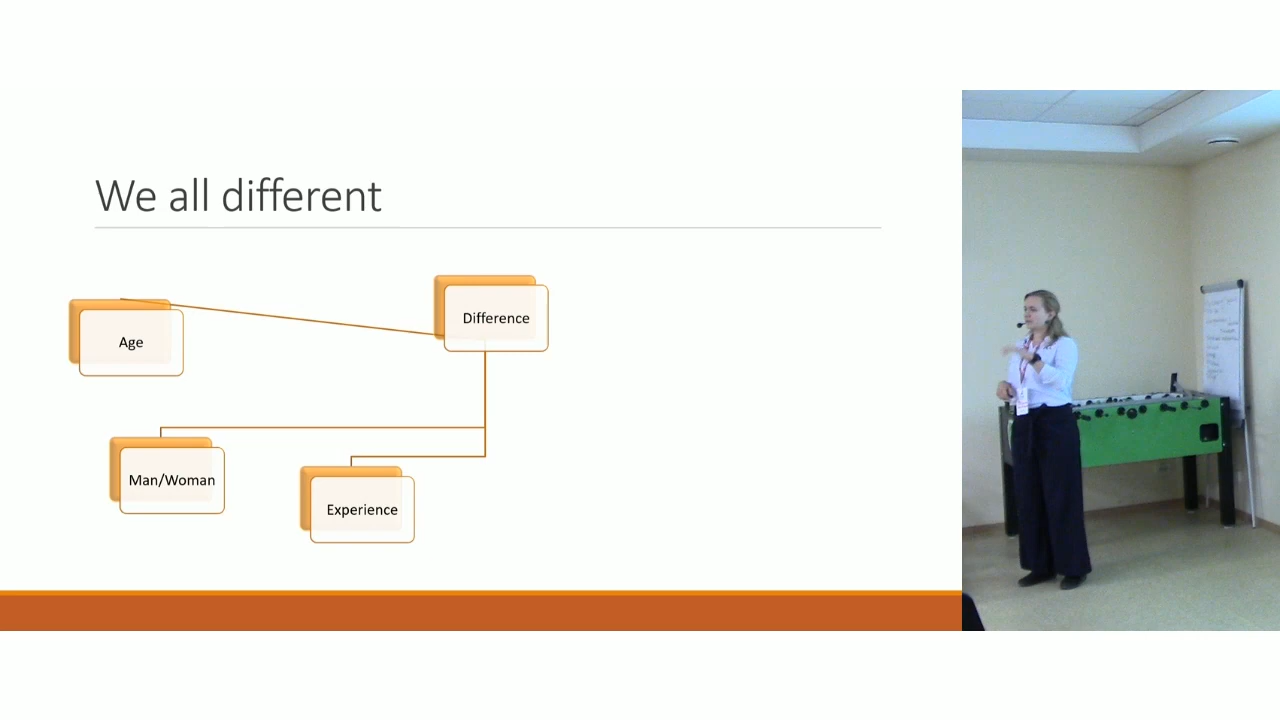 We all different
Difference
Age
Man/Woman
Experience